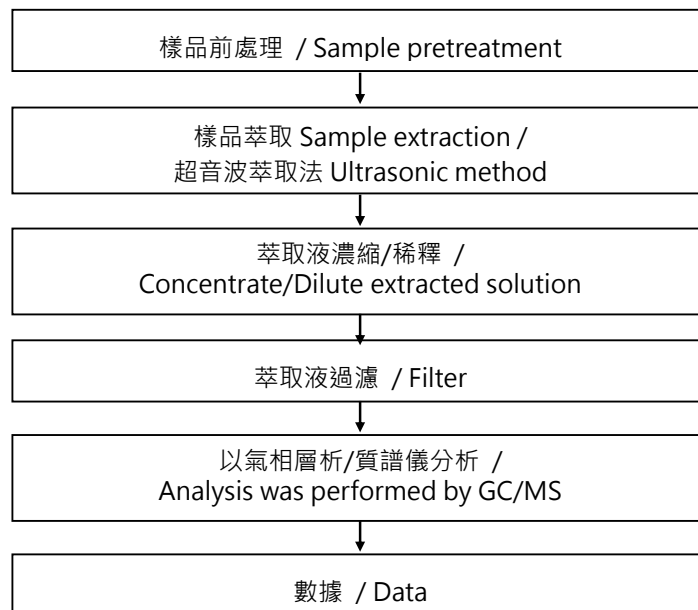 樣品前處理 / Sample pretreatment
樣品萃取 Sample extraction /
超音波萃取法 Ultrasonic method
萃取液濃縮/稀釋 /
Concentrate/Dilute extracted solution
萃取液過濾 / Filter
以氣相層析/質譜儀分析 /
Analysis was performed by GC/MS
數據 / Data